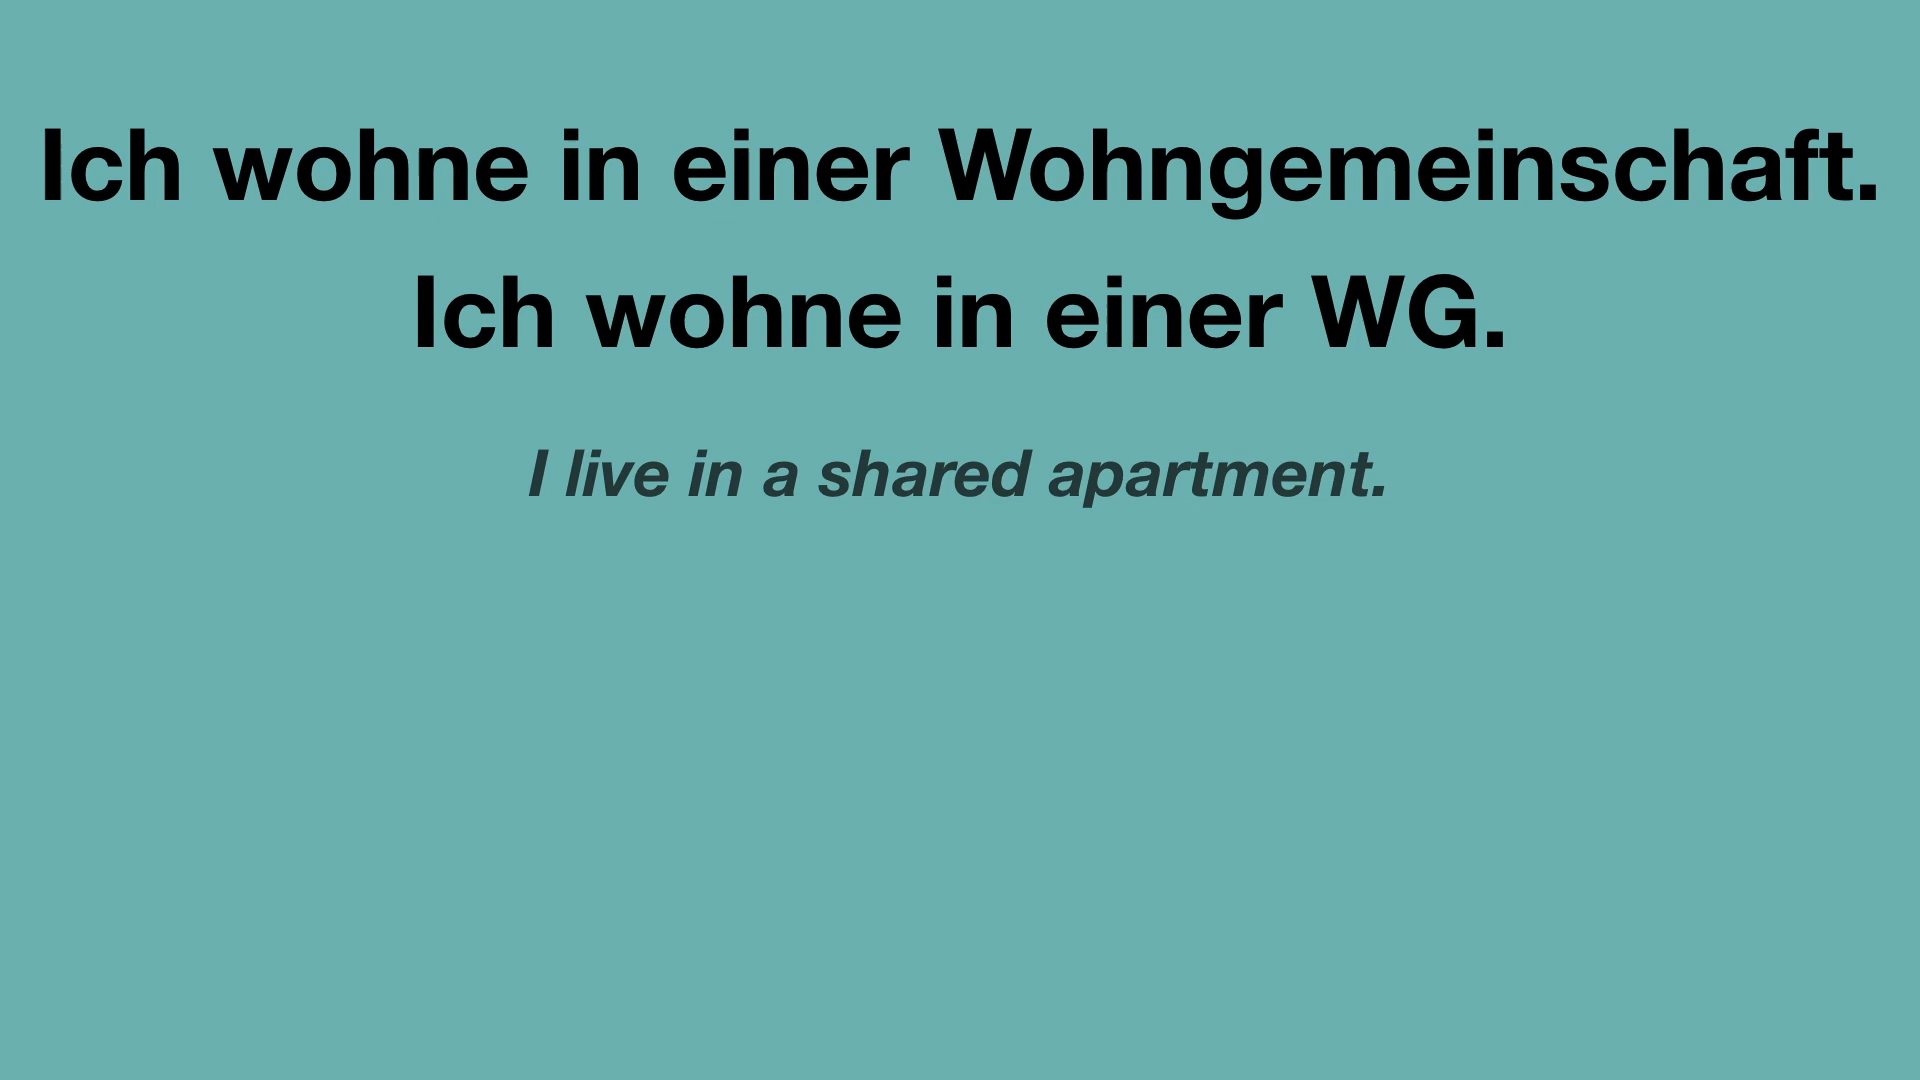 Ich wohne in einer Wohngemeinschaft.
Ich wohne in einer WG.
I live in a shared apartment.